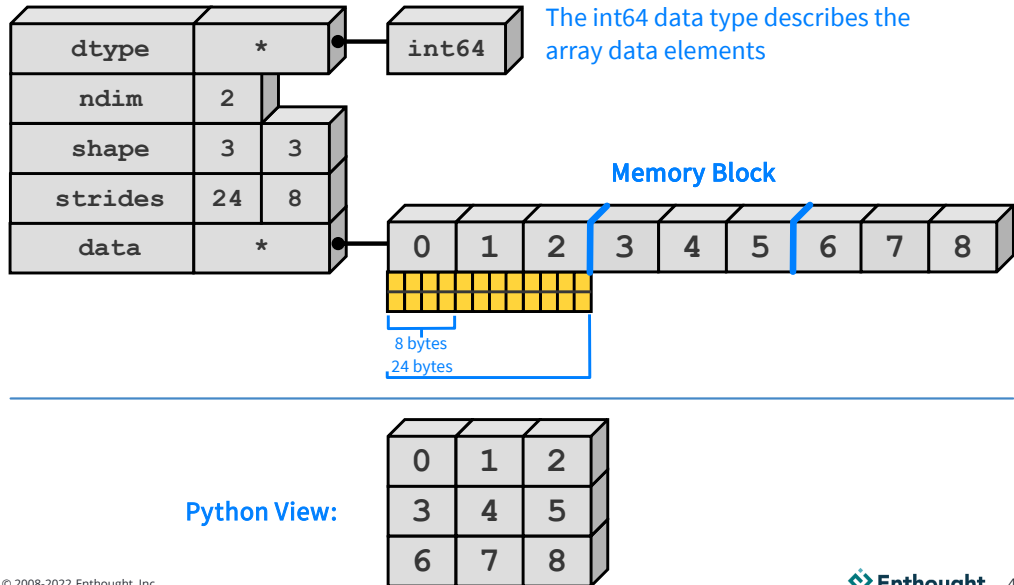 The int64 data type describes the
array data elements
dtype * int64
ndim 2
shape 3 3
strides 24 8
data *
Memory Block
0 1 2 3 4 5 6 7 8
8 bytes
24 bytes
Python View:
0 1 2
3 4 5
6 7 8
© 2008-2022 Enthought, Inc.
Enthought 4